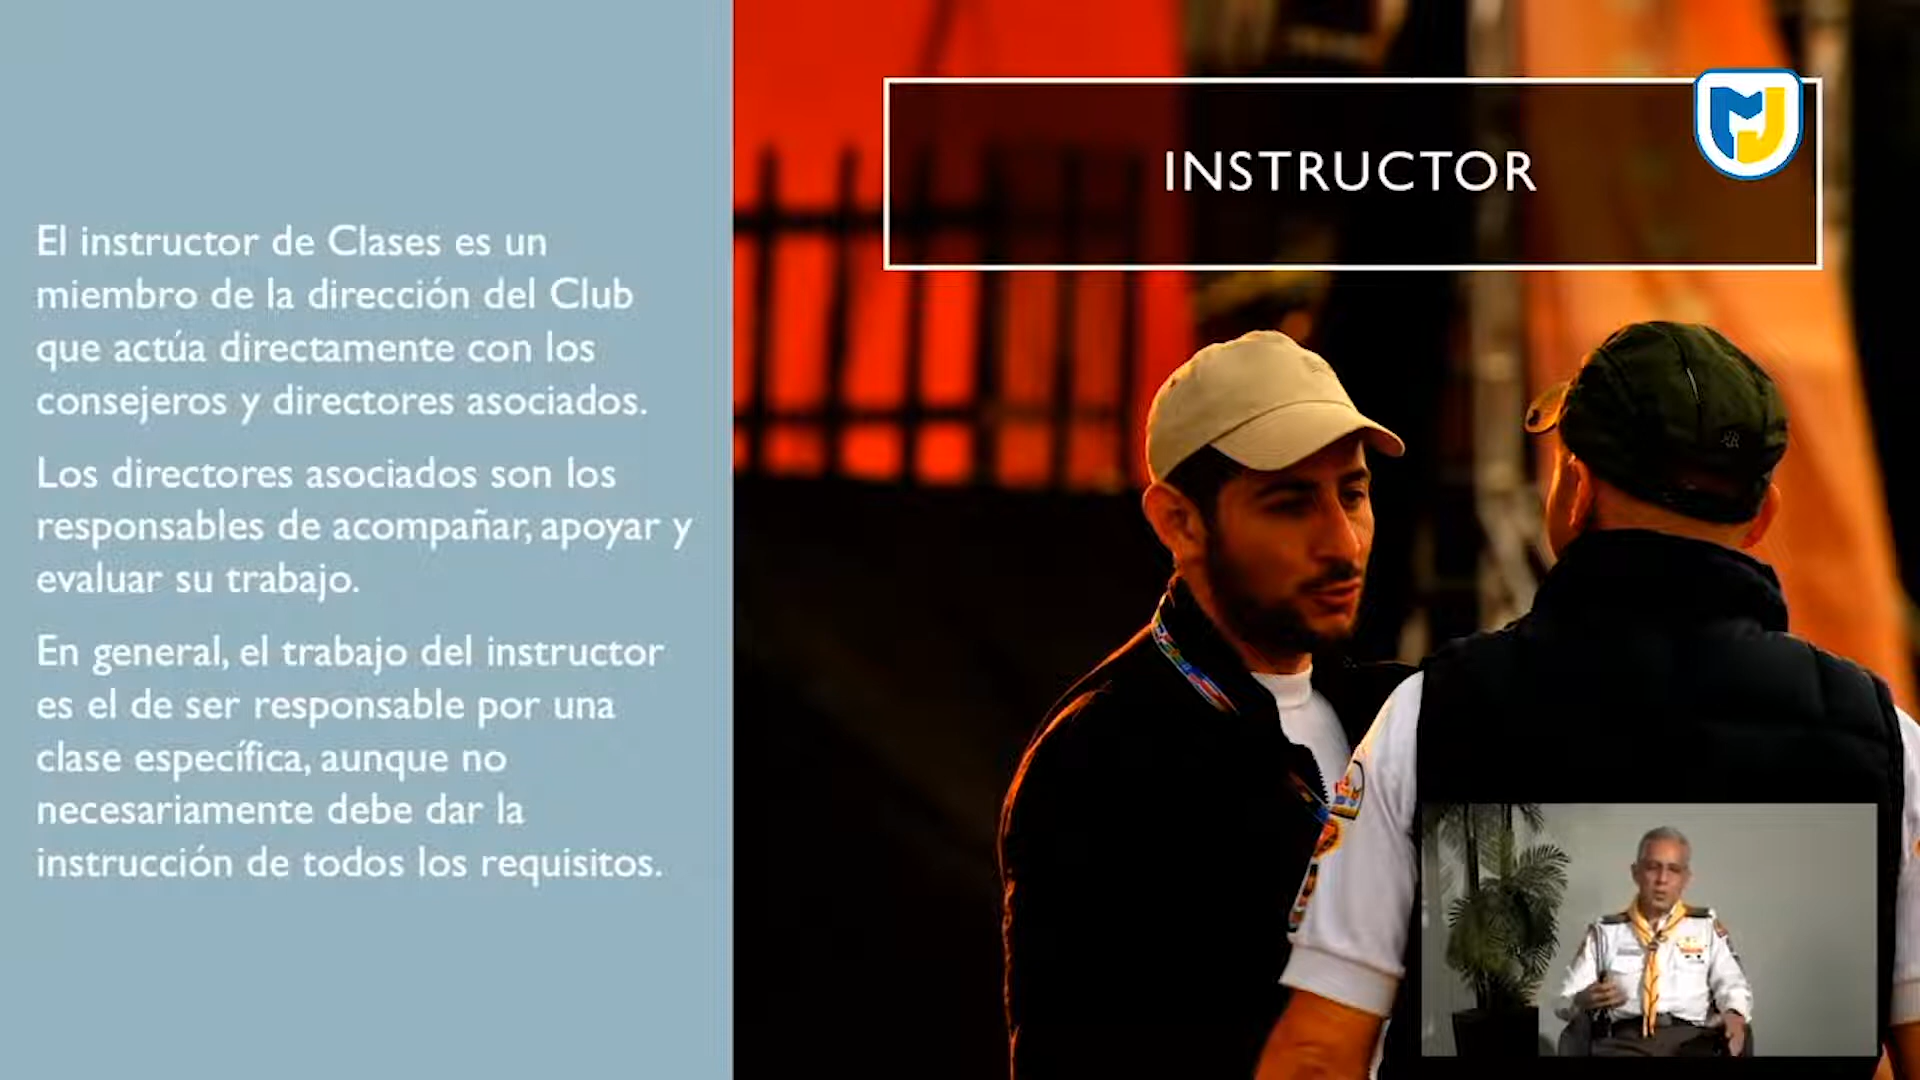 El instructor de Clases es un
miembro de la dirección del Club
que actúa directamente con los
consejeros y directores asociados.
Los directores asociados son los
responsables de acompañar, apoyar y
evaluar su trabajo.
En general, el trabajo del instructor
es el de ser responsable por una
clase específica, aunque no
necesariamente debe dar la
instrucción de todos los requisitos.
INSTRUCTOR
MJ